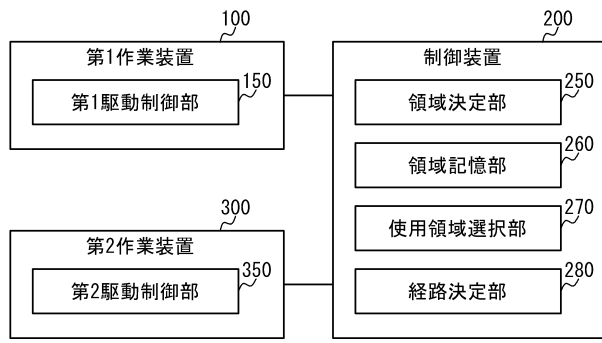 100
第1作業装置
第1駆動制御部
150
300
第2作業装置
第2駆動制御部
350
200
制御装置
領域決定部
250
領域記憶部
260
使用領域選択部
270
経路決定部
280